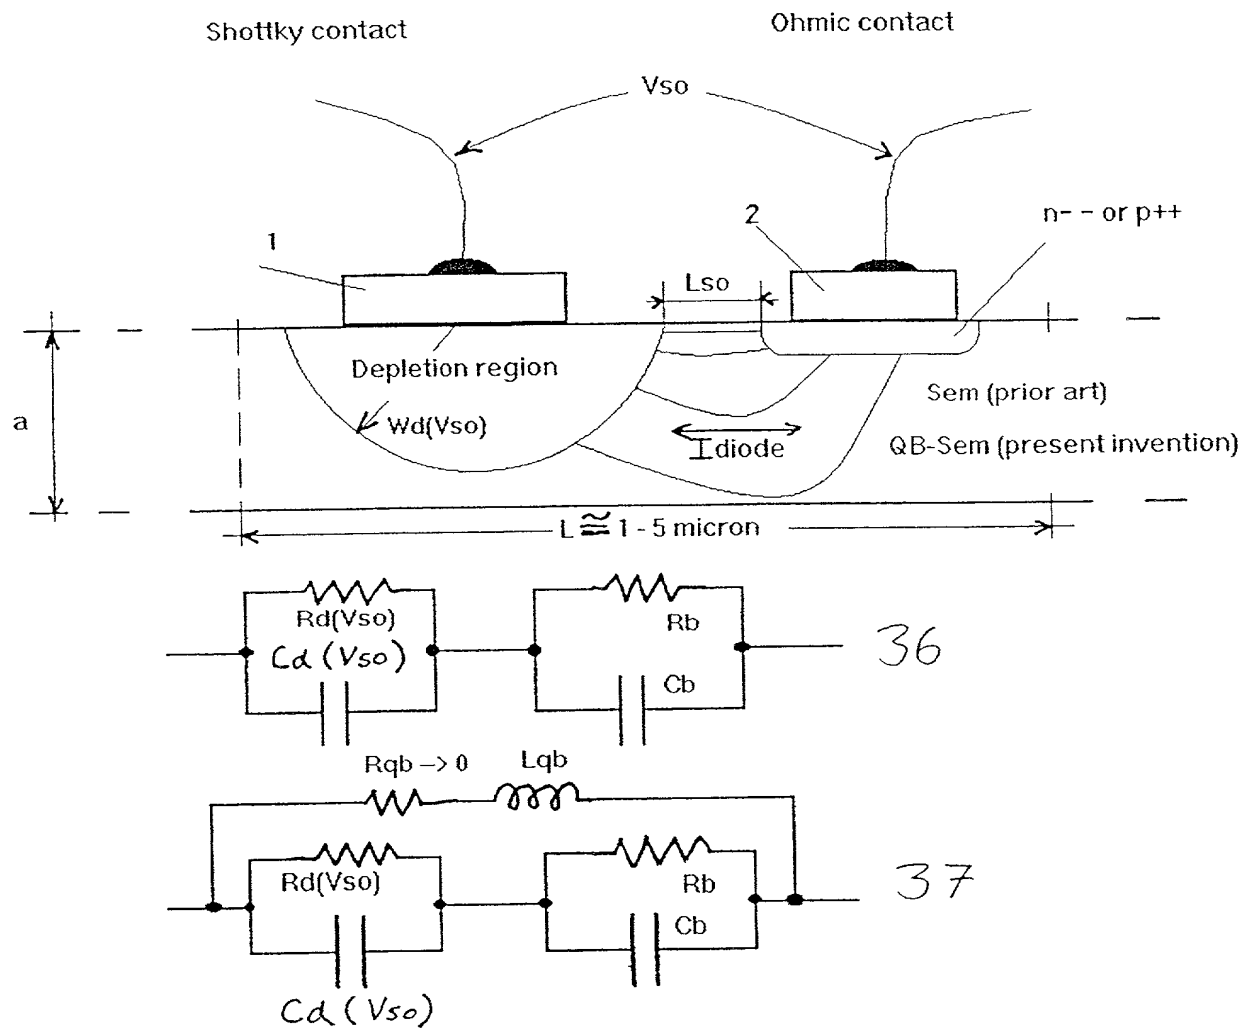 Shottky contact
Ohmic contact
Vso
1
2
n-- or p++
Lso
Depletion region
a
Wd(Vso)
Sem (prior art)
Idiode
QB-Sem (present invention)
L ≅ 1 - 5 micron
Rd(Vso)
Rb
Cd (Vso)
36
Cb
Rqb -> 0
Lqb
Rd(Vso)
Rb
37
Cb
Cd (Vso)